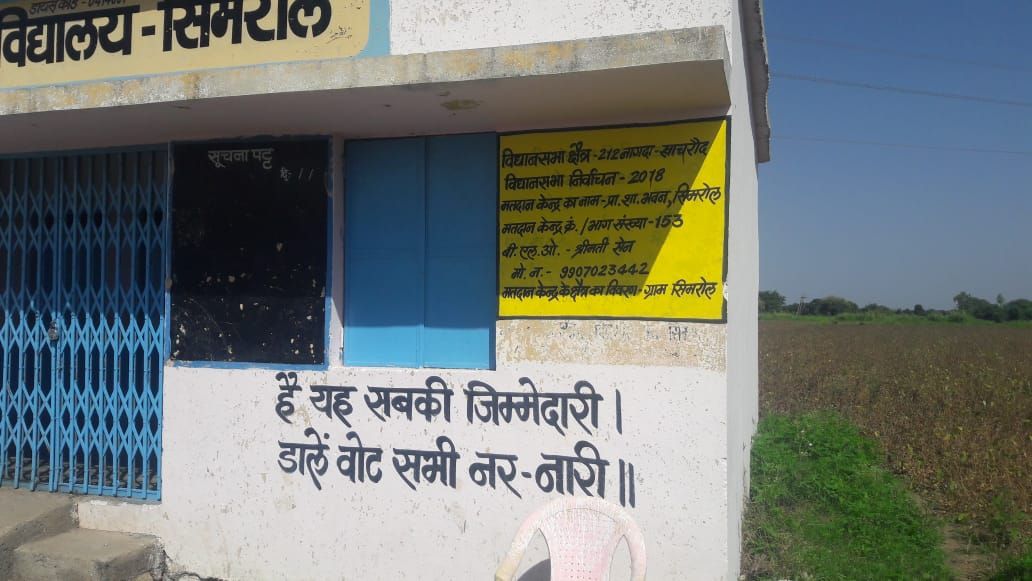 विद्यालय - सिमरोल
सूचना पट्ट
दि. / /
विधानसभा क्षैत्र - 212 नागदा - खाचरौद
विधानसभा निर्वाचन - 2018
मतदान केन्द्र का नाम - प्रा. शा. भवन, सिमरोल
मतदान केन्द्र क्रं. / भाग संख्या - 153
बी. एल. ओ. - श्रीमती सेन
मो. न. - 9907023442
मतदान केन्द्र के क्षैत्र का विवरण - ग्राम सिमरोल
है यह सबकी जिम्मेदारी।
डालें वोट सभी नर-नारी॥